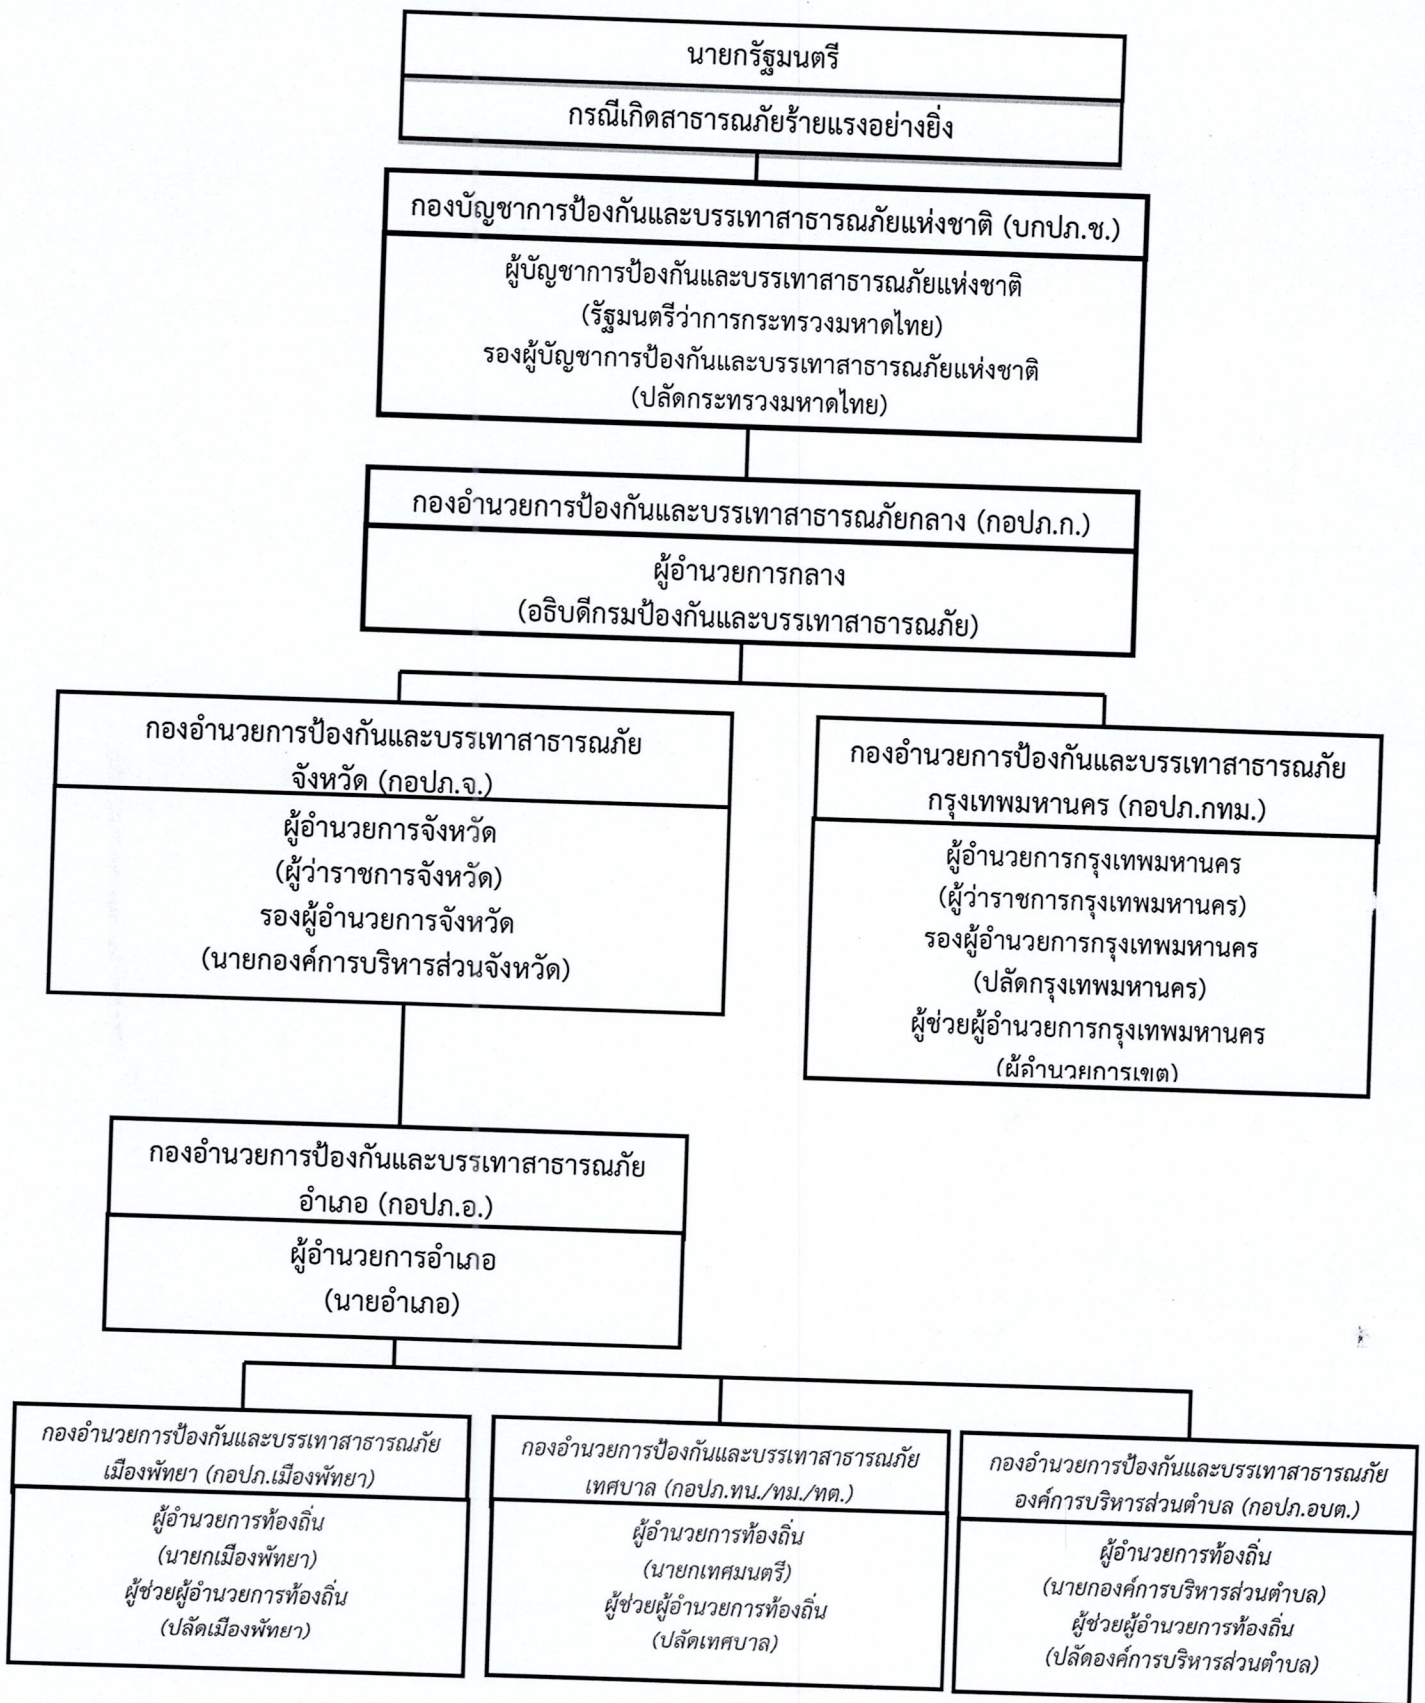 นายกรัฐมนตรี
กรณีเกิดสาธารณภัยร้ายแรงอย่างยิ่ง
กองบัญชาการป้องกันและบรรเทาสาธารณภัยแห่งชาติ (บกปภ.ช.)
ผู้บัญชาการป้องกันและบรรเทาสาธารณภัยแห่งชาติ
(รัฐมนตรีว่าการกระทรวงมหาดไทย)
รองผู้บัญชาการป้องกันและบรรเทาสาธารณภัยแห่งชาติ
(ปลัดกระทรวงมหาดไทย)
กองอำนวยการป้องกันและบรรเทาสาธารณภัยกลาง (กอปภ.ก.)
ผู้อำนวยการกลาง
(อธิบดีกรมป้องกันและบรรเทาสาธารณภัย)
กองอำนวยการป้องกันและบรรเทาสาธารณภัย
จังหวัด (กอปภ.จ.)
ผู้อำนวยการจังหวัด
(ผู้ว่าราชการจังหวัด)
รองผู้อำนวยการจังหวัด
(นายกองค์การบริหารส่วนจังหวัด)
กองอำนวยการป้องกันและบรรเทาสาธารณภัย
กรุงเทพมหานคร (กอปภ.กทม.)
ผู้อำนวยการกรุงเทพมหานคร
(ผู้ว่าราชการกรุงเทพมหานคร)
รองผู้อำนวยการกรุงเทพมหานคร
(ปลัดกรุงเทพมหานคร)
ผู้ช่วยผู้อำนวยการกรุงเทพมหานคร
(ผู้อำนวยการเขต)
กองอำนวยการป้องกันและบรรเทาสาธารณภัย
อำเภอ (กอปภ.อ.)
ผู้อำนวยการอำเภอ
(นายอำเภอ)
กองอำนวยการป้องกันและบรรเทาสาธารณภัย
เมืองพัทยา (กอปภ.เมืองพัทยา)
ผู้อำนวยการท้องถิ่น
(นายกเมืองพัทยา)
ผู้ช่วยผู้อำนวยการท้องถิ่น
(ปลัดเมืองพัทยา)
กองอำนวยการป้องกันและบรรเทาสาธารณภัย
เทศบาล (กอปภ.ทน./ทม./ทต.)
ผู้อำนวยการท้องถิ่น
(นายกเทศมนตรี)
ผู้ช่วยผู้อำนวยการท้องถิ่น
(ปลัดเทศบาล)
กองอำนวยการป้องกันและบรรเทาสาธารณภัย
องค์การบริหารส่วนตำบล (กอปภ.อบต.)
ผู้อำนวยการท้องถิ่น
(นายกองค์การบริหารส่วนตำบล)
ผู้ช่วยผู้อำนวยการท้องถิ่น
(ปลัดองค์การบริหารส่วนตำบล)